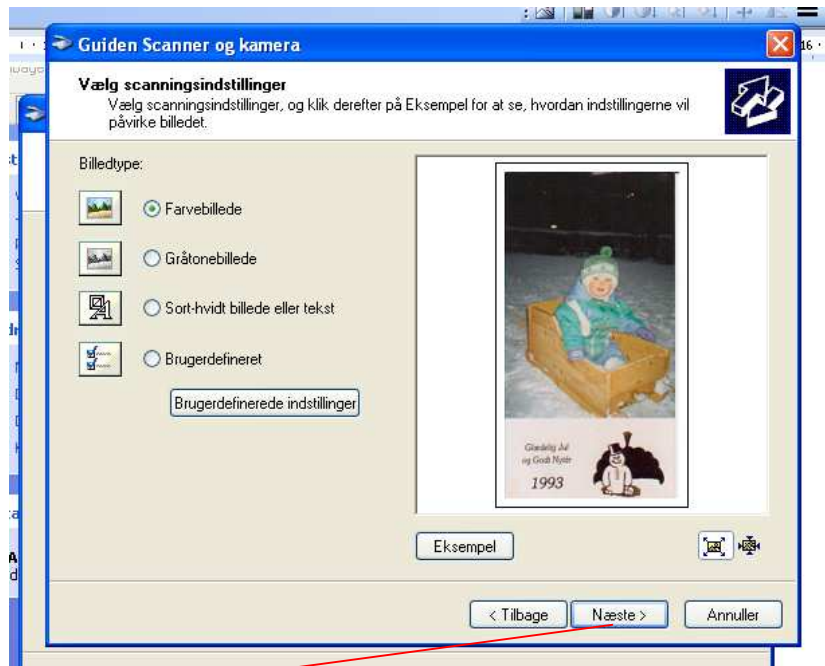 16
Guiden Scanner og kamera
Vælg scanningsindstillinger
Vælg scanningsindstillinger, og klik derefter på Eksempel for at se, hvordan indstillingerne vil
påvirke billedet.
Billedtype:
Farvebillede
Gråtonebillede
Sort-hvidt billede eller tekst
Brugerdefineret
Brugerdefinerede indstillinger
Glædelig Jul
og Godt Nytår
1993
Eksempel
< Tilbage
Næste >
Annuller